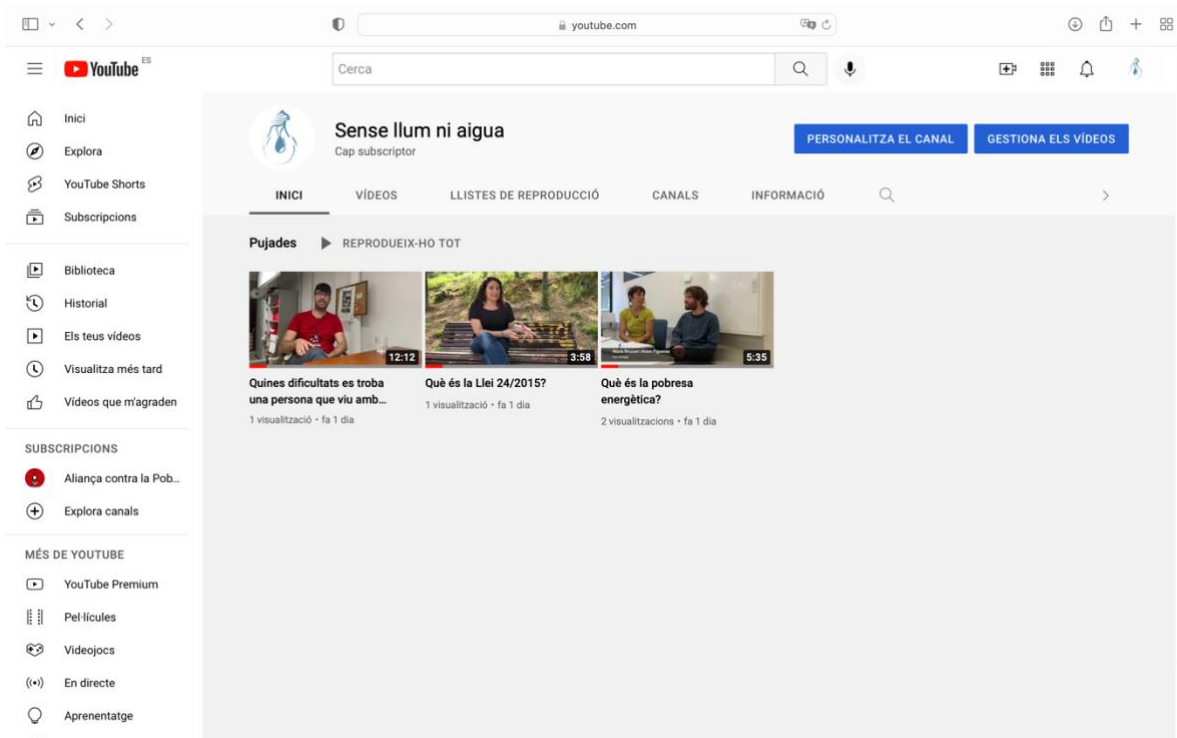 youtube.com
YouTube ES
Cerca
Inici
Explora
YouTube Shorts
Subscripcions
Biblioteca
Historial
Els teus vídeos
Visualitza més tard
Vídeos que m'agraden
SUBSCRIPCIONS
Aliança contra la Pob...
Explora canals
MÉS DE YOUTUBE
YouTube Premium
Pel·lícules
Videojocs
En directe
Aprenentatge
Sense llum ni aigua
Cap subscriptor
PERSONALITZA EL CANAL
GESTIONA ELS VÍDEOS
INICI
VÍDEOS
LLISTES DE REPRODUCCIÓ
CANALS
INFORMACIÓ
Pujades
REPRODUEIX-HO TOT
12:12
Quines dificultats es troba
una persona que viu amb...
1 visualització • fa 1 dia
3:58
Què és la Llei 24/2015?
1 visualització • fa 1 dia
5:35
Què és la pobresa
energètica?
2 visualitzacions • fa 1 dia